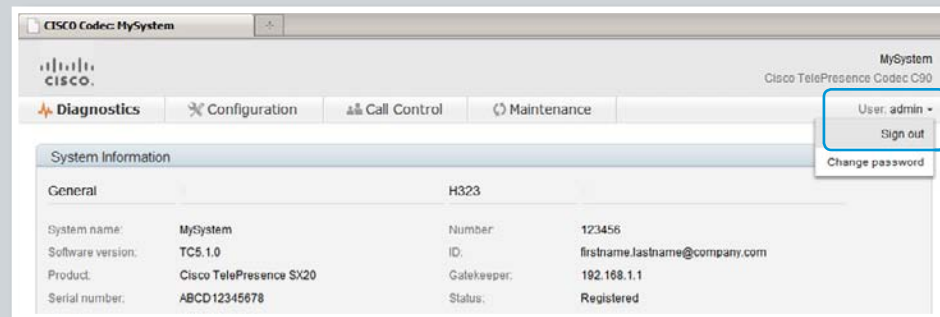 CISCO Codec: MySystem
CISCO.
MySystem
Cisco TelePresence Codec C90
Diagnostics Configuration Call Control Maintenance User: admin
Sign out
Change password
System Information
General H323
System name: MySystem Number: 123456
Software version: TC5.1.0 ID: firstname.lastname@company.com
Product: Cisco TelePresence SX20 Gatekeeper: 192.168.1.1
Serial number: ABCD12345678 Status: Registered